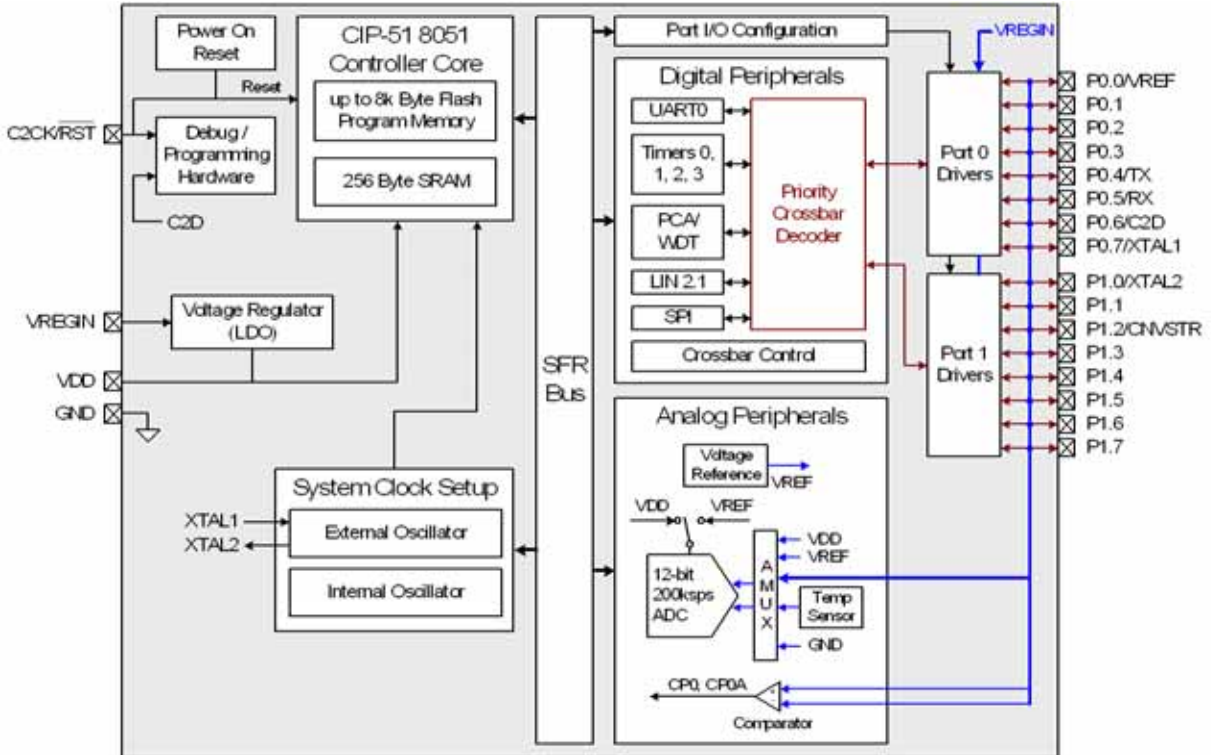 Power On
Reset
Reset
C2CK/RST
Debug /
Programming
Hardware
C2D
CIP-51 8051
Controller Core
up to 8k Byte Flash
Program Memory
256 Byte SRAM
VREGIN
Voltage Regulator
(LDO)
VDD
GND
System Clock Setup
XTAL1
XTAL2
External Oscillator
Internal Oscillator
SFR
Bus
Port I/O Configuration
Digital Peripherals
UART0
Timers 0,
1, 2, 3
PCA/
WDT
LIN 2.1
SPI
Priority
Crossbar
Decoder
Crossbar Control
Analog Peripherals
Voltage
Reference
VREF
VDD
VREF
12-bit
200ksps
ADC
A
M
U
X
VDD
VREF
Temp
Sensor
GND
CP0, CP0A
+
-
Comparator
VREGIN
Port 0
Drivers
Port 1
Drivers
P0.0/VREF
P0.1
P0.2
P0.3
P0.4/TX
P0.5/RX
P0.6/C2D
P0.7/XTAL1
P1.0/XTAL2
P1.1
P1.2/CNVSTR
P1.3
P1.4
P1.5
P1.6
P1.7